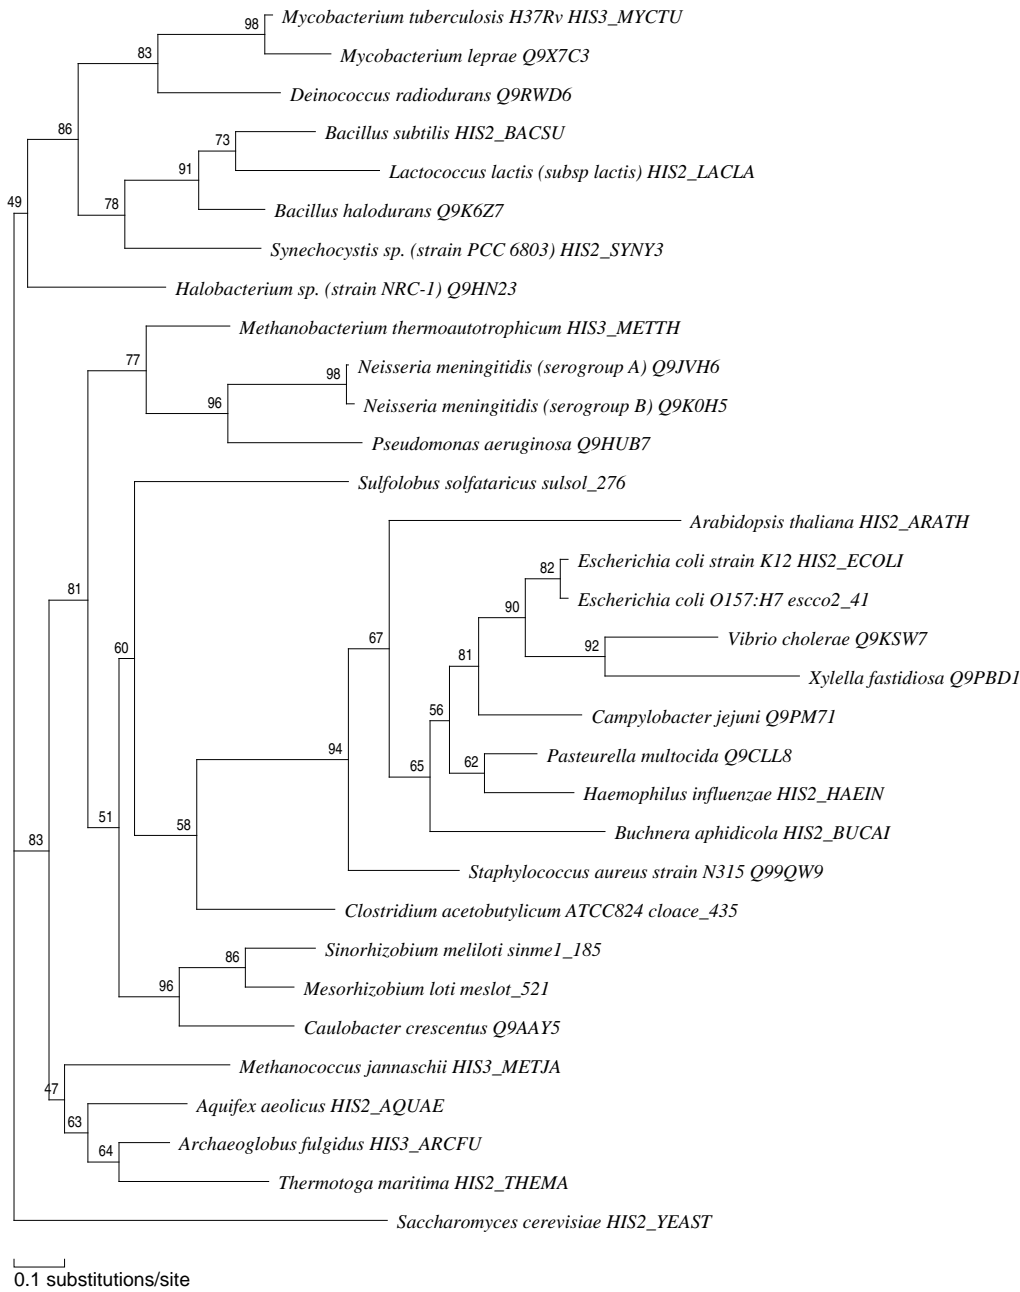 98
Mycobacterium tuberculosis H37Rv HIS3_MYCTU
83
Mycobacterium leprae Q9X7C3
Deinococcus radiodurans Q9RWD6
86
Bacillus subtilis HIS2_BACSU
73
91
Lactococcus lactis (subsp lactis) HIS2_LACLA
49
78
Bacillus halodurans Q9K6Z7
Synechocystis sp. (strain PCC 6803) HIS2_SYNY3
Halobacterium sp. (strain NRC-1) Q9HN23
Methanobacterium thermoautotrophicum HIS3_METTH
77
98
Neisseria meningitidis (serogroup A) Q9JVH6
96
Neisseria meningitidis (serogroup B) Q9K0H5
Pseudomonas aeruginosa Q9HUB7
Sulfolobus solfataricus sulsol_276
Arabidopsis thaliana HIS2_ARATH
82
Escherichia coli strain K12 HIS2_ECOLI
81
90
Escherichia coli O157:H7 escco2_41
60
67
92
Vibrio cholerae Q9KSW7
81
Xylella fastidiosa Q9PBD1
56
Campylobacter jejuni Q9PM71
94
65
62
Pasteurella multocida Q9CLL8
Haemophilus influenzae HIS2_HAEIN
83
51
58
Buchnera aphidicola HIS2_BUCAI
Staphylococcus aureus strain N315 Q99QW9
Clostridium acetobutylicum ATCC824 cloace_435
86
Sinorhizobium meliloti sinme1_185
96
Mesorhizobium loti meslot_521
Caulobacter crescentus Q9AAY5
47
Methanococcus jannaschii HIS3_METJA
63
Aquifex aeolicus HIS2_AQUAE
64
Archaeoglobus fulgidus HIS3_ARCFU
Thermotoga maritima HIS2_THEMA
Saccharomyces cerevisiae HIS2_YEAST
0.1 substitutions/site